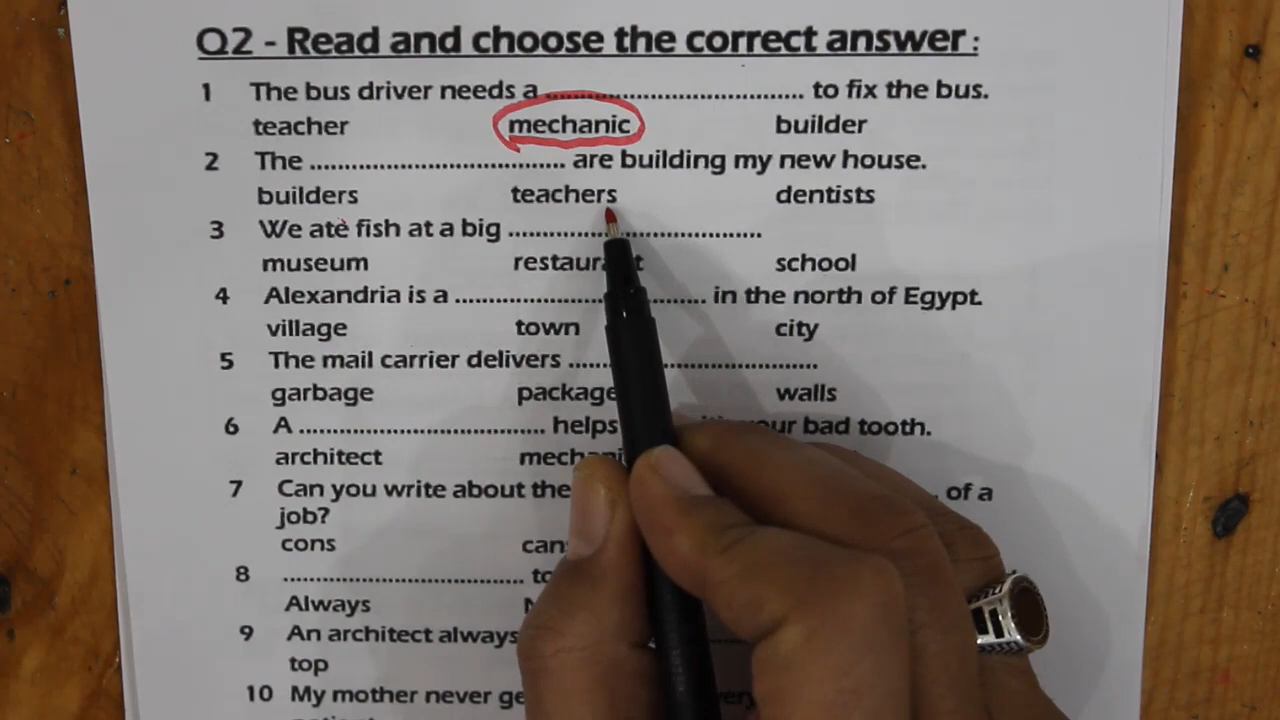 Q2 - Read and choose the correct answer :
1 The bus driver needs a ................................ to fix the bus.
teacher mechanic builder
2 The ................................ are building my new house.
builders teachers dentists
3 We ate fish at a big ................................
museum restaurant school
4 Alexandria is a ................................ in the north of Egypt.
village town city
5 The mail carrier delivers ................................
garbage walls
6 A ................................ helps your bad tooth.
architect
7 Can you write about the of a
job?
cons
8 ................................
Always
9 An architect always
top
10 My mother never